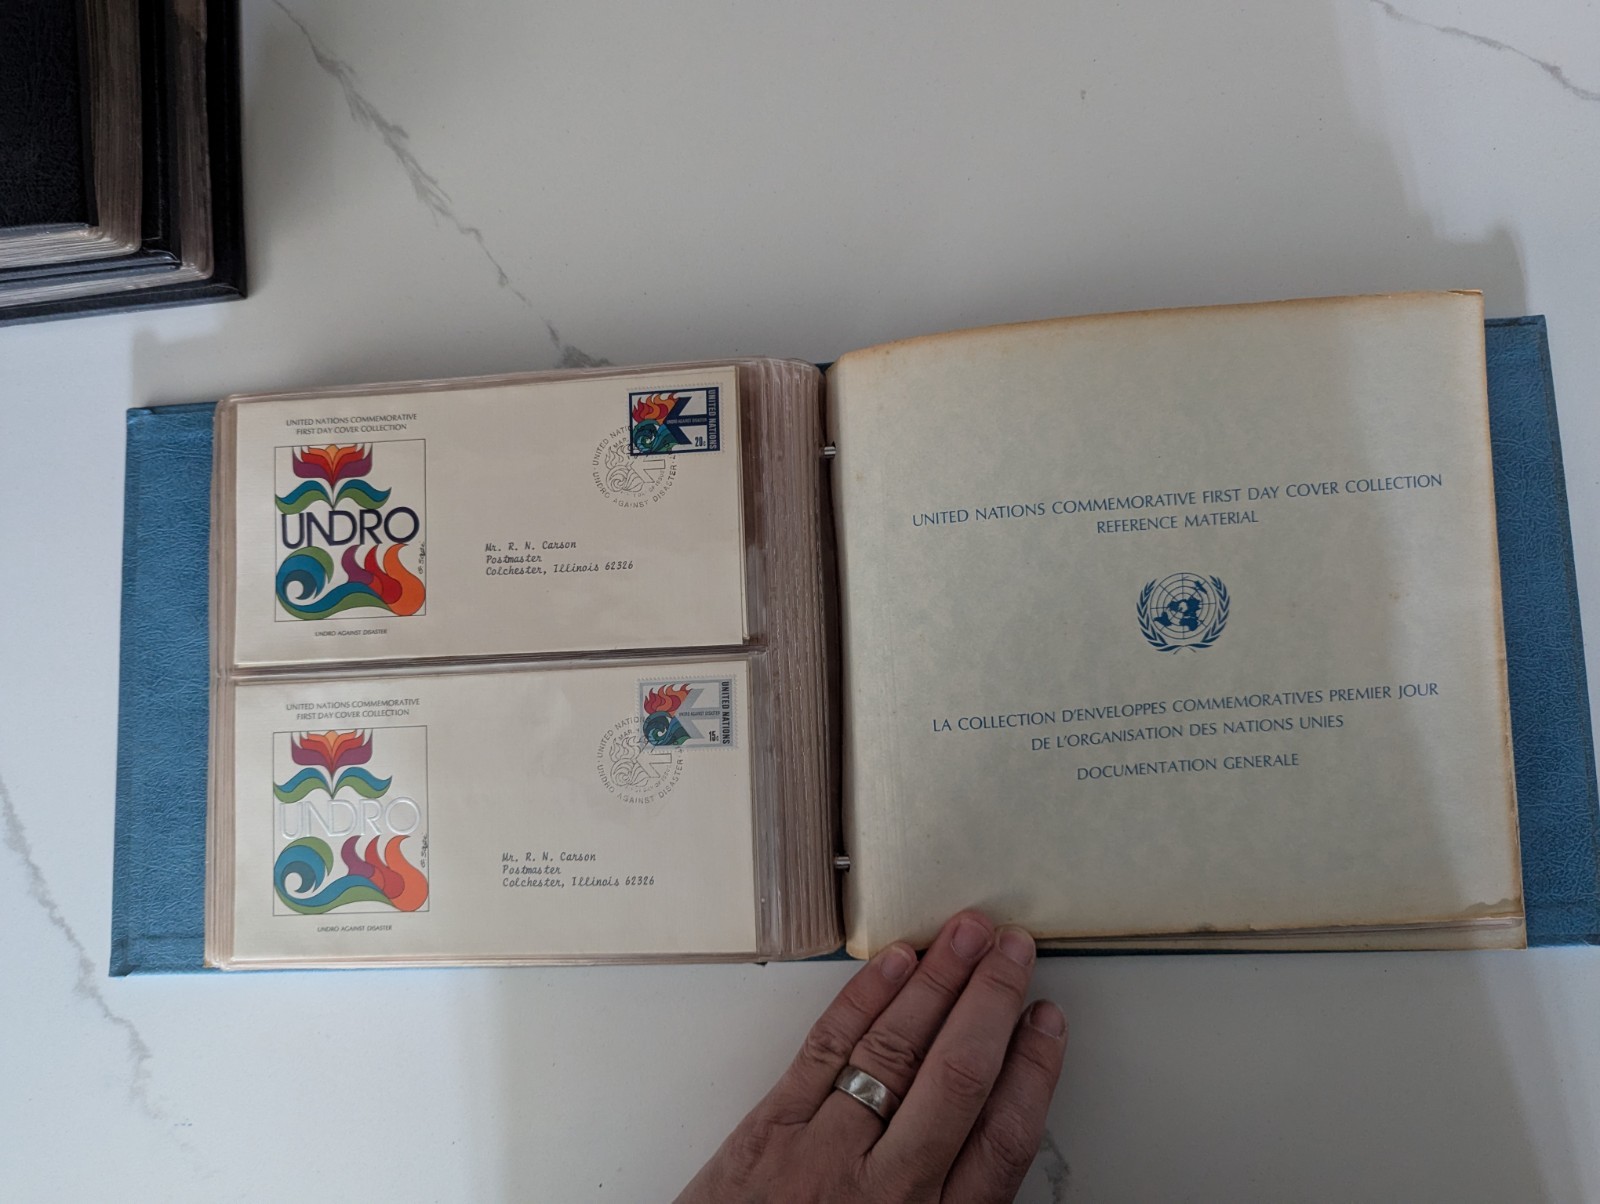 UNITED NATIONS COMMEMORATIVE
FIRST DAY COVER COLLECTION
UNDRO
UNDRO AGAINST DISASTER
UNITED NATIONS
20c
UNDRO AGAINST DISASTER
Mr. R. N. Carson
Postmaster
Colchester, Illinois 62326
UNITED NATIONS COMMEMORATIVE
FIRST DAY COVER COLLECTION
UNDRO
UNDRO AGAINST DISASTER
UNITED NATIONS
15c
UNDRO AGAINST DISASTER
Mr. R. N. Carson
Postmaster
Colchester, Illinois 62326
UNITED NATIONS COMMEMORATIVE FIRST DAY COVER COLLECTION
REFERENCE MATERIAL
LA COLLECTION D'ENVELOPPES COMMEMORATIVES PREMIER JOUR
DE L'ORGANISATION DES NATIONS UNIES
DOCUMENTATION GENERALE